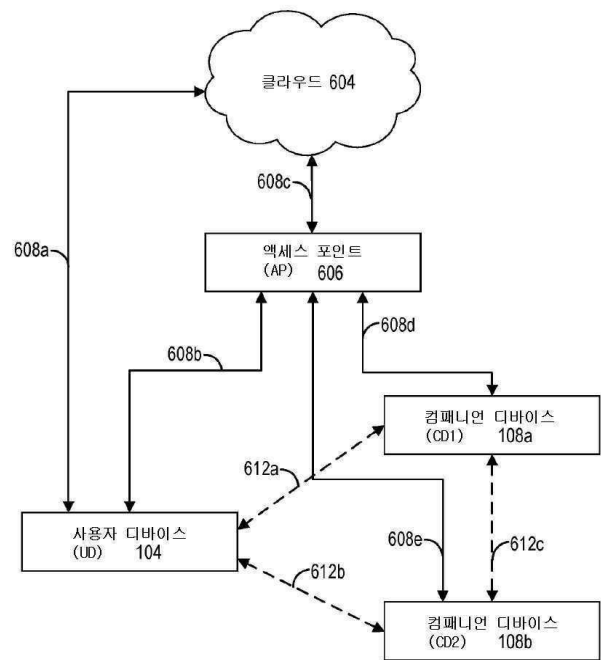 클라우드 604
608c
608a
액세스 포인트
(AP) 606
608d
608b
컴패니언 디바이스
(CD1) 108a
612a
사용자 디바이스
(UD) 104
608e
612c
612b
컴패니언 디바이스
(CD2) 108b